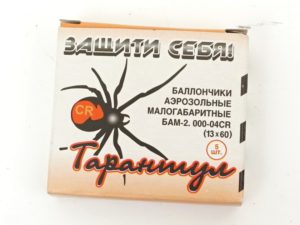 ЗАЩИТИ СЕБЯ!
CR
БАЛЛОНЧИКИ
АЭРОЗОЛЬНЫЕ
МАЛОГАБАРИТНЫЕ
БАМ-2. 000-04CR
(13 х 60)
5
шт.
Тарантул